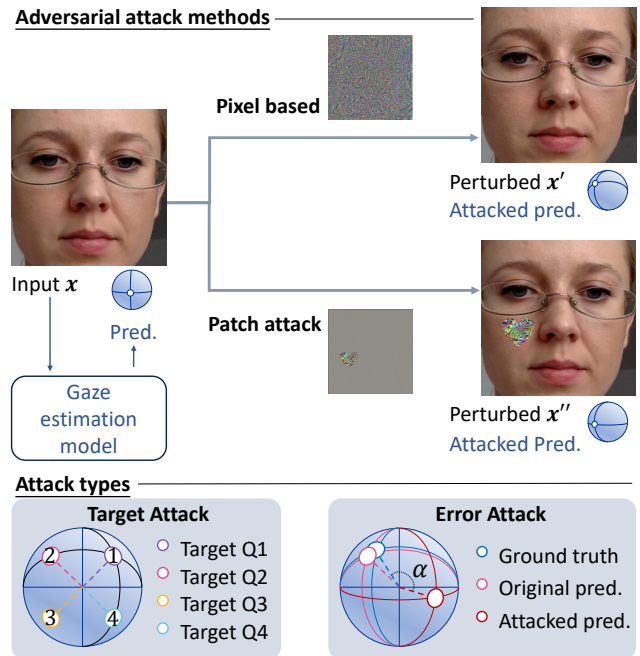 Adversarial attack methods
Pixel based
Perturbed x′
Attacked pred.
Input x
Pred.
Gaze
estimation
model
Patch attack
Perturbed x′′
Attacked Pred.
Attack types
Target Attack
2 1
3 4
Target Q1
Target Q2
Target Q3
Target Q4
Error Attack
α
Ground truth
Original pred.
Attacked pred.